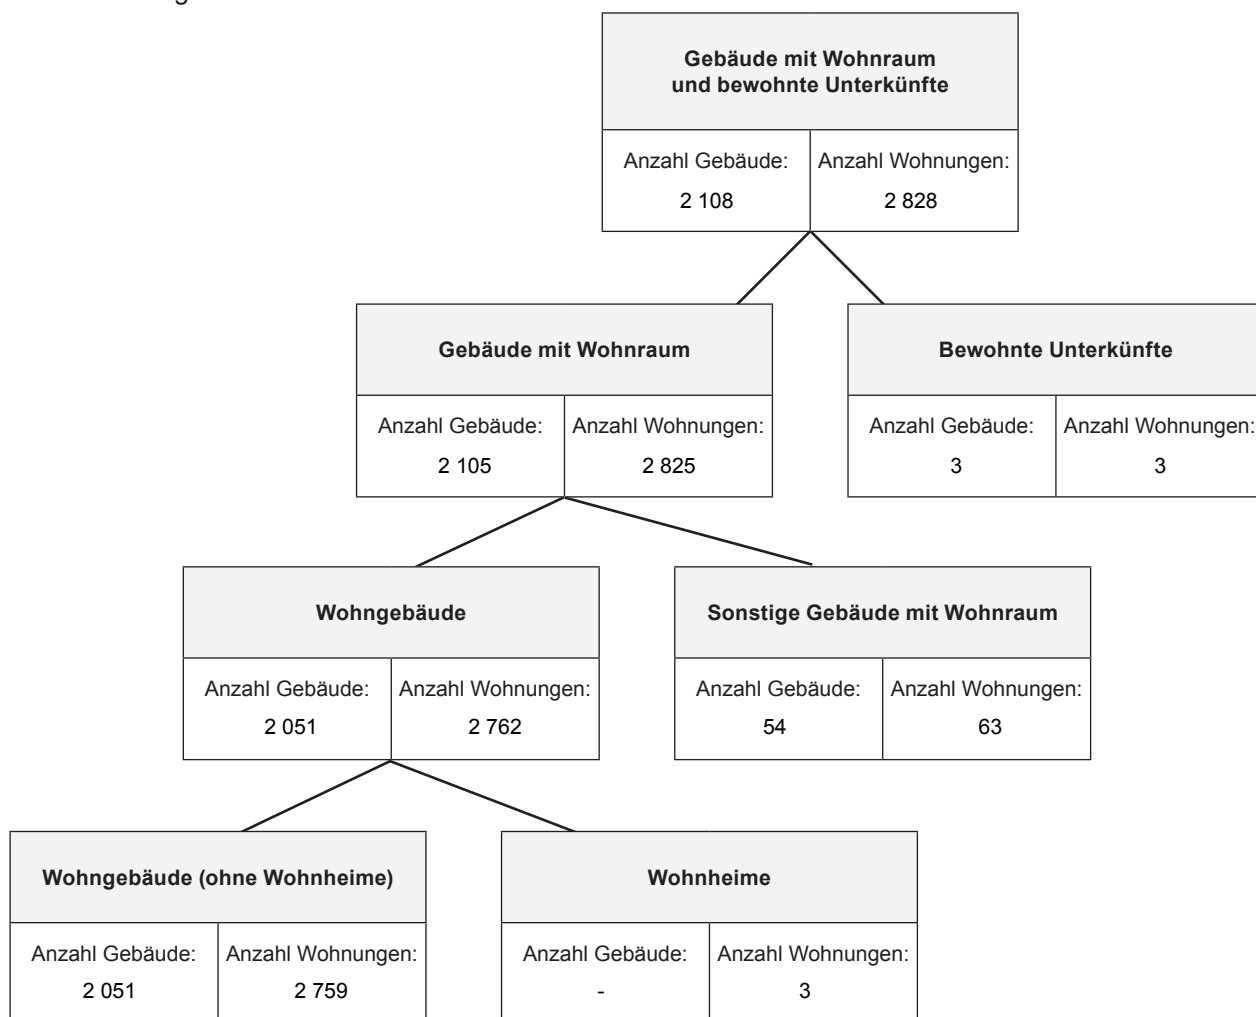 Gebäude mit Wohnraum
und bewohnte Unterkünfte
Anzahl Gebäude: Anzahl Wohnungen:
2 108 2 828
Gebäude mit Wohnraum
Anzahl Gebäude: Anzahl Wohnungen:
2 105 2 825
Bewohnte Unterkünfte
Anzahl Gebäude: Anzahl Wohnungen:
3 3
Wohngebäude
Anzahl Gebäude: Anzahl Wohnungen:
2 051 2 762
Sonstige Gebäude mit Wohnraum
Anzahl Gebäude: Anzahl Wohnungen:
54 63
Wohngebäude (ohne Wohnheime)
Anzahl Gebäude: Anzahl Wohnungen:
2 051 2 759
Wohnheime
Anzahl Gebäude: Anzahl Wohnungen:
- 3